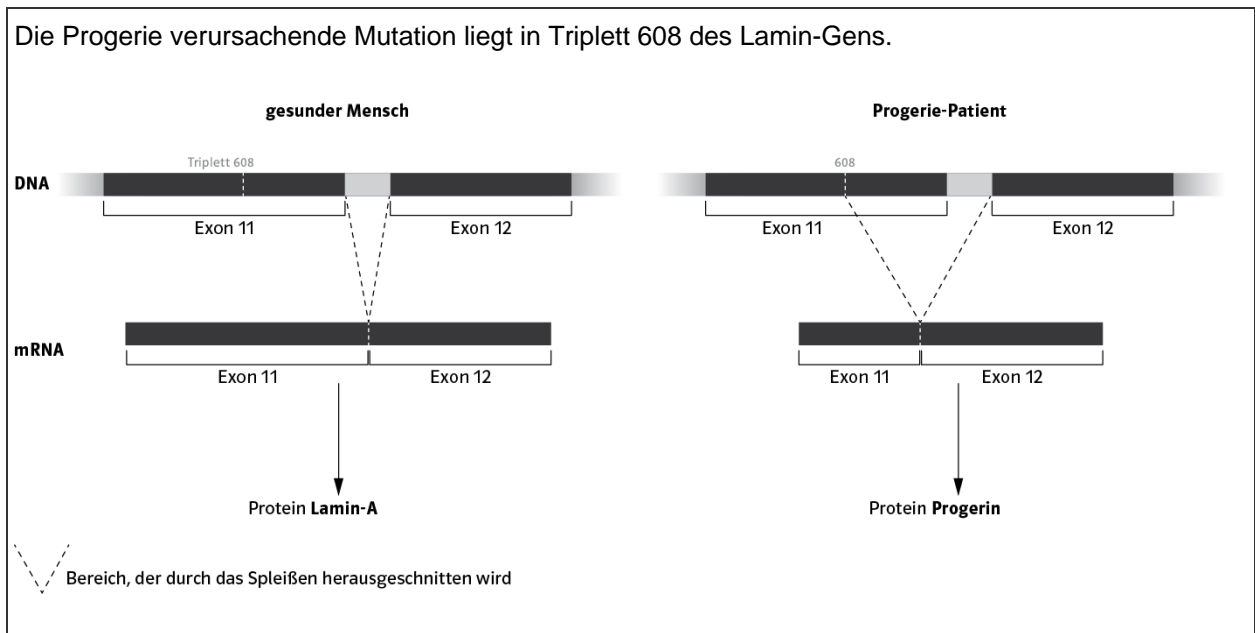 Die Progerie verursachende Mutation liegt in Triplett 608 des Lamin-Gens.
gesunder Mensch
Progerie-Patient
Triplett 608
608
DNA
Exon 11
Exon 12
Exon 11
Exon 12
mRNA
Exon 11
Exon 12
Exon 11
Exon 12
Protein Lamin-A
Protein Progerin
Bereich, der durch das Spleißen herausgeschnitten wird